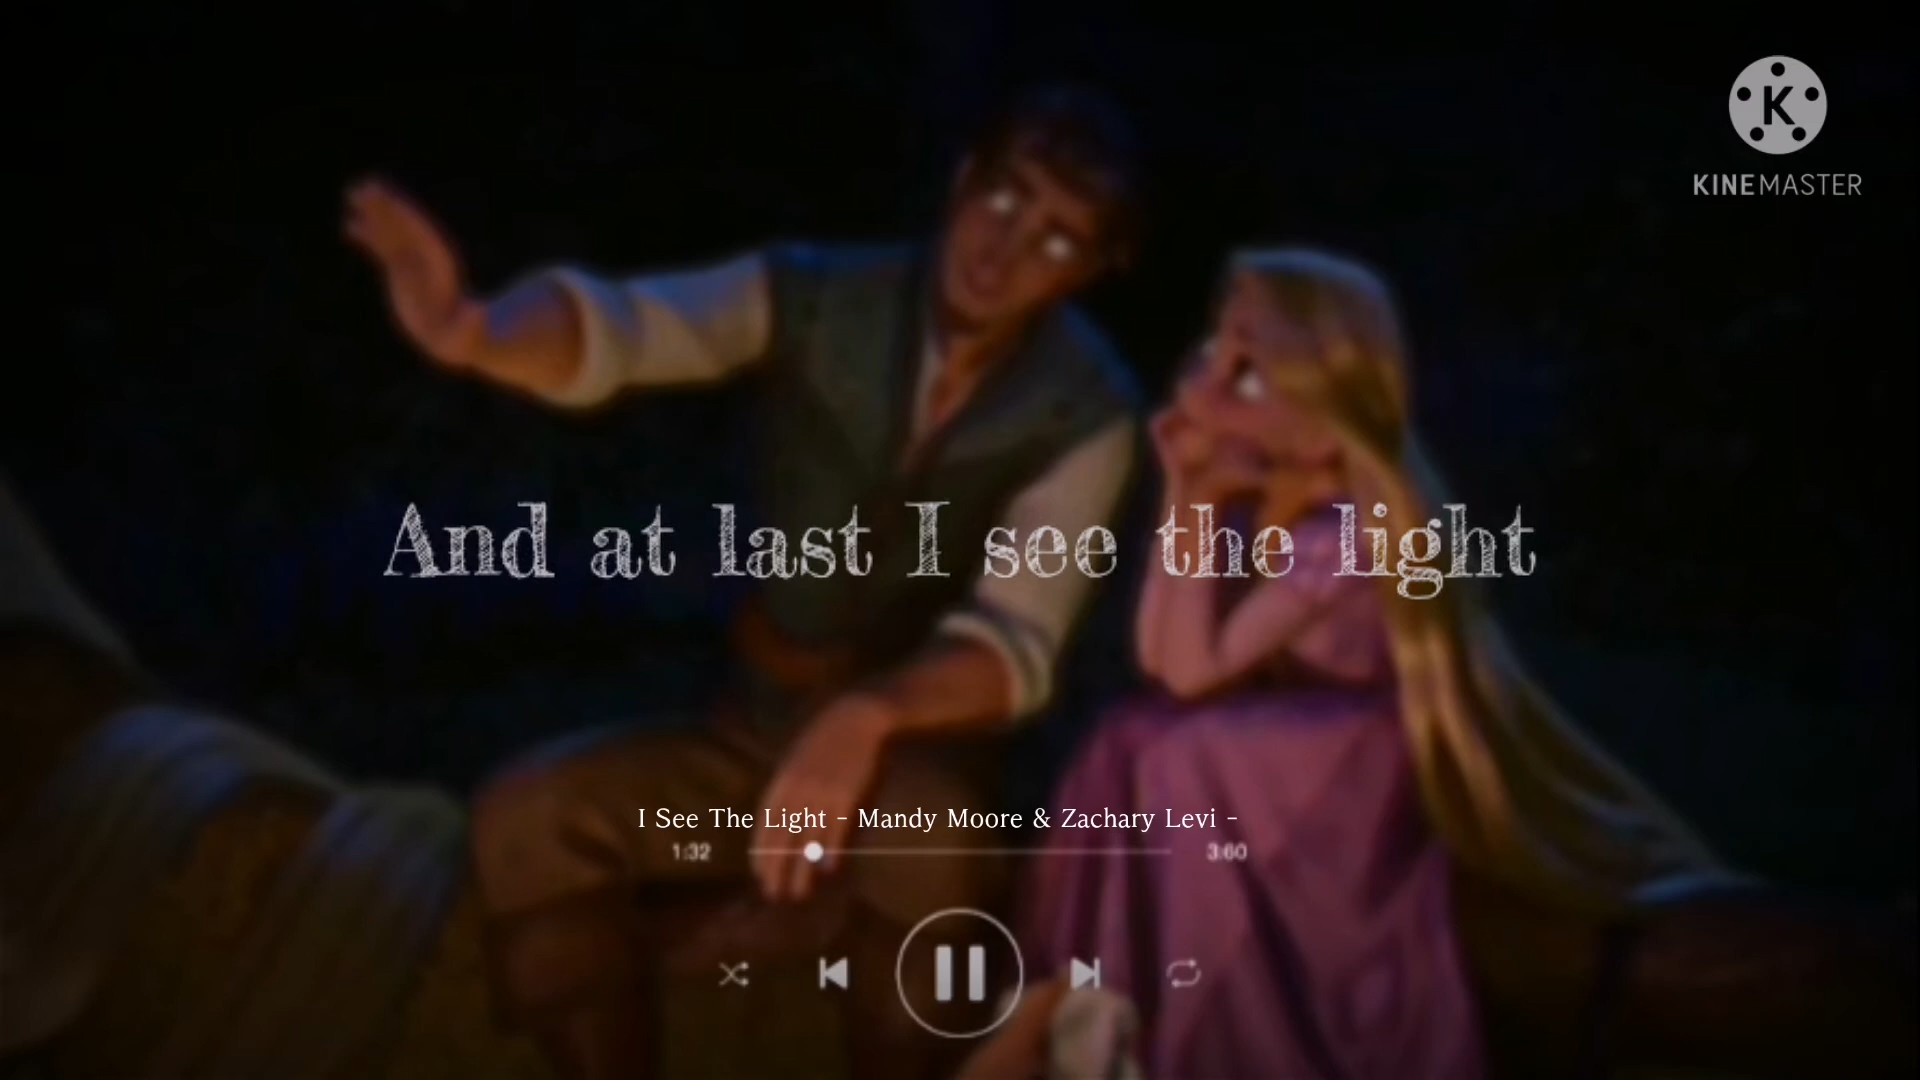 K
KINEMASTER
And at last I see the light
I See The Light - Mandy Moore & Zachary Levi -
1:32 3:60